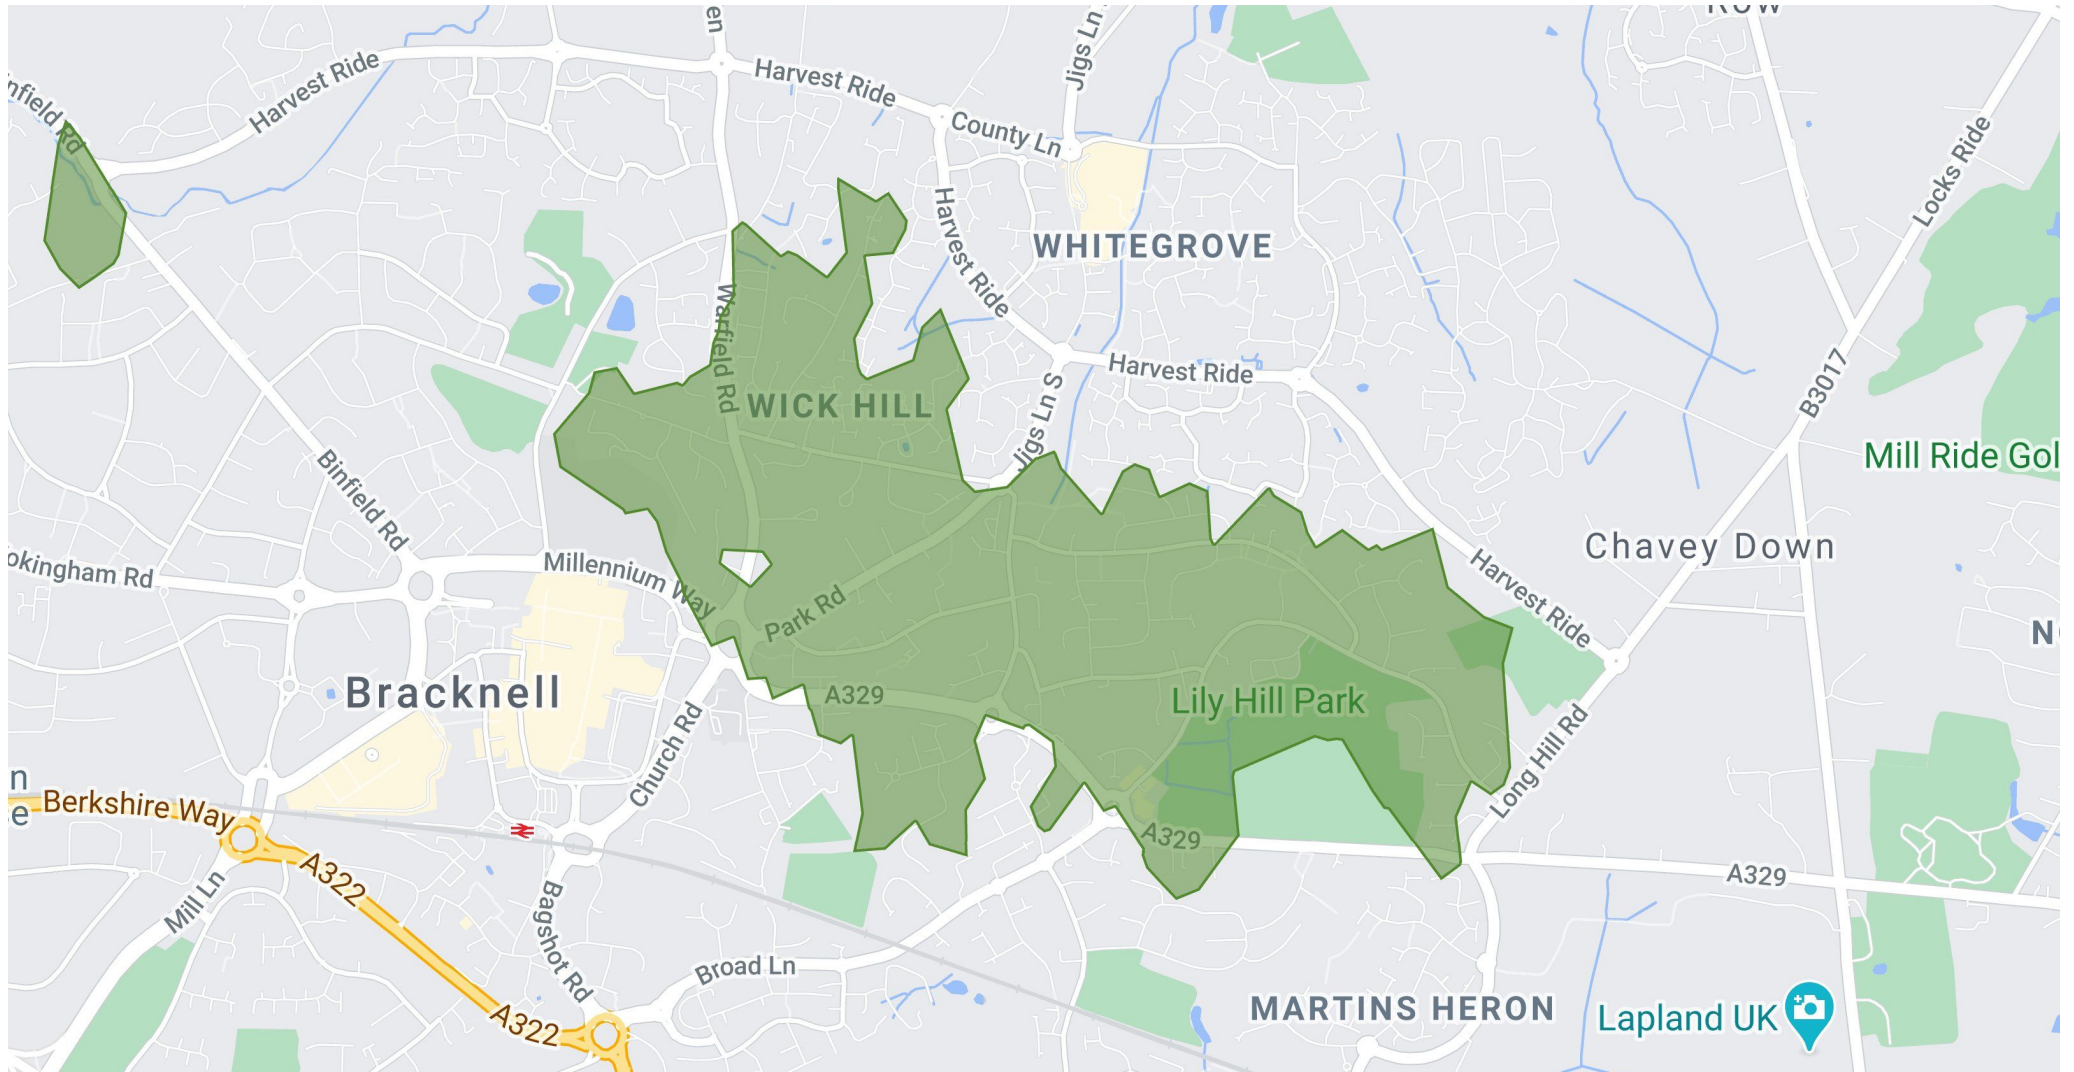 Row
en
Jigs Ln
Harvest Ride
Harvest Ride
nfield Rd
County Ln
Locks Ride
Harvest Ride
WHITEGROVE
Warfield Rd
Harvest Ride
B3017
WICK HILL
Jigs Ln S
Mill Ride Gol
Binfield Rd
Chavey Down
okingham Rd
Millennium Way
Harvest Ride
Park Rd
N
Bracknell
A329
Lily Hill Park
Church Rd
Long Hill Rd
n
e
Berkshire Way
A329
A322
A329
Mill Ln
Bagshot Rd
Broad Ln
A322
MARTINS HERON
Lapland UK